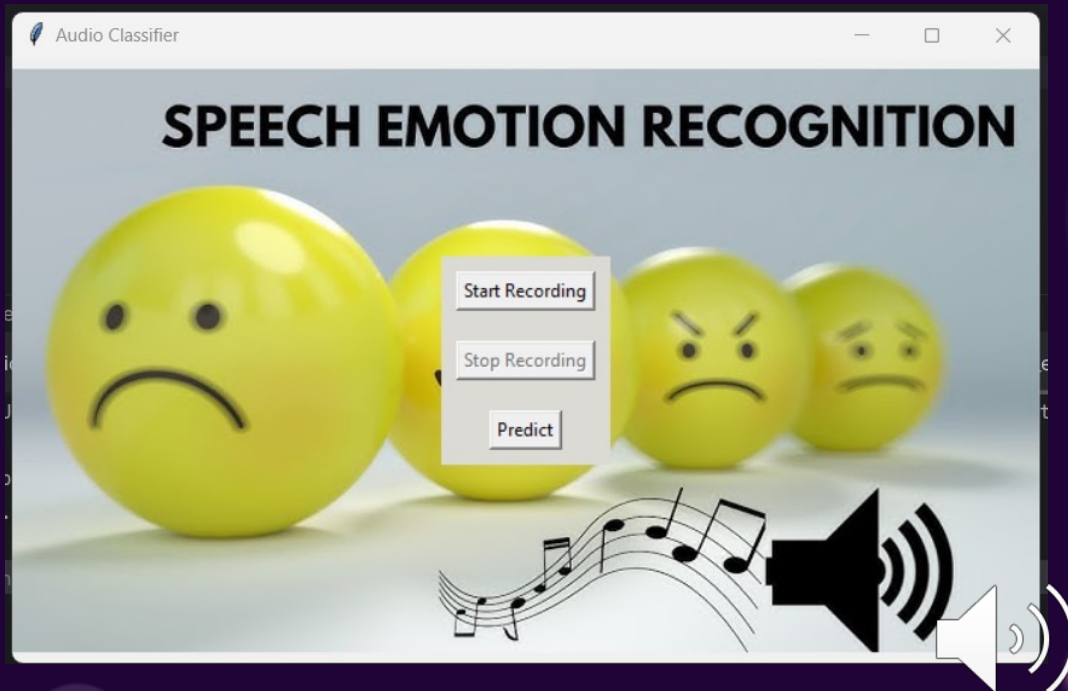 Audio Classifier
SPEECH EMOTION RECOGNITION
Start Recording
Stop Recording
Predict